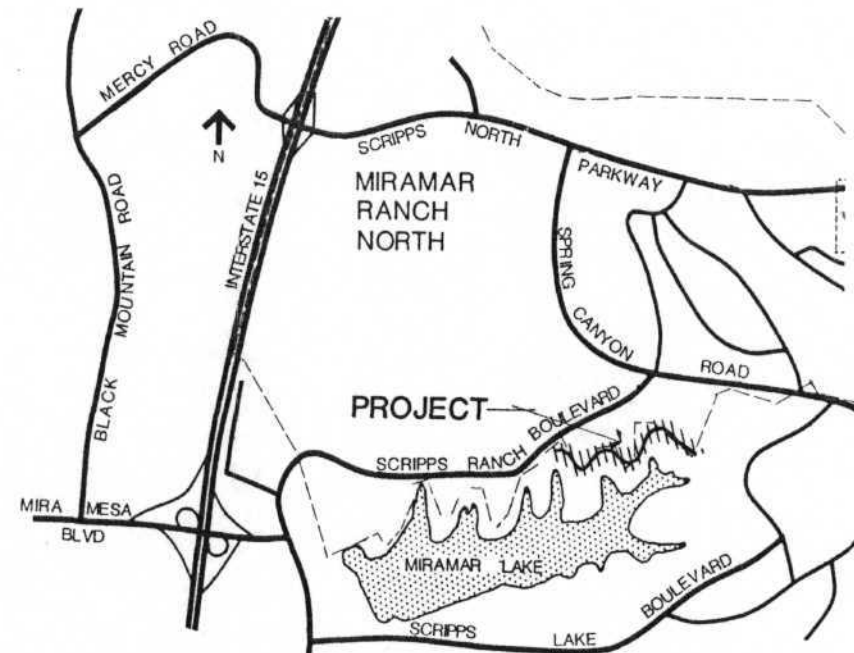 MERCY ROAD
N
SCRIPPS NORTH PARKWAY
MIRAMAR
RANCH
NORTH
BLACK MOUNTAIN ROAD
INTERSTATE 15
SPRING CANYON ROAD
PROJECT
SCRIPPS RANCH BOULEVARD
MIRA MESA
BLVD
MIRAMAR LAKE
SCRIPPS LAKE BOULEVARD